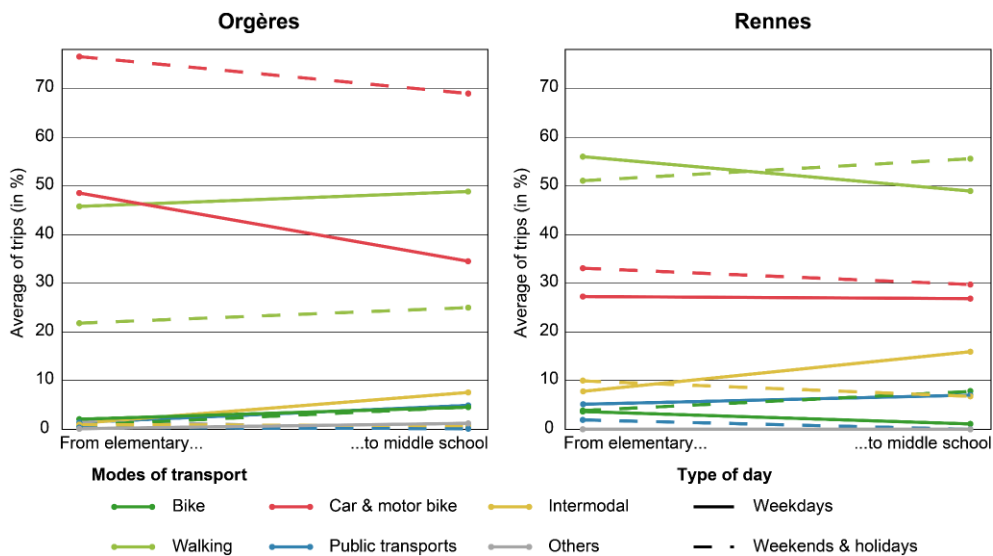 Orgères
Rennes
Average of trips (in %)
70
60
50
40
30
20
10
0
From elementary...
...to middle school
Average of trips (in %)
70
60
50
40
30
20
10
0
From elementary...
...to middle school
Modes of transport
Type of day
Bike
Car & motor bike
Intermodal
Weekdays
Walking
Public transports
Others
Weekends & holidays